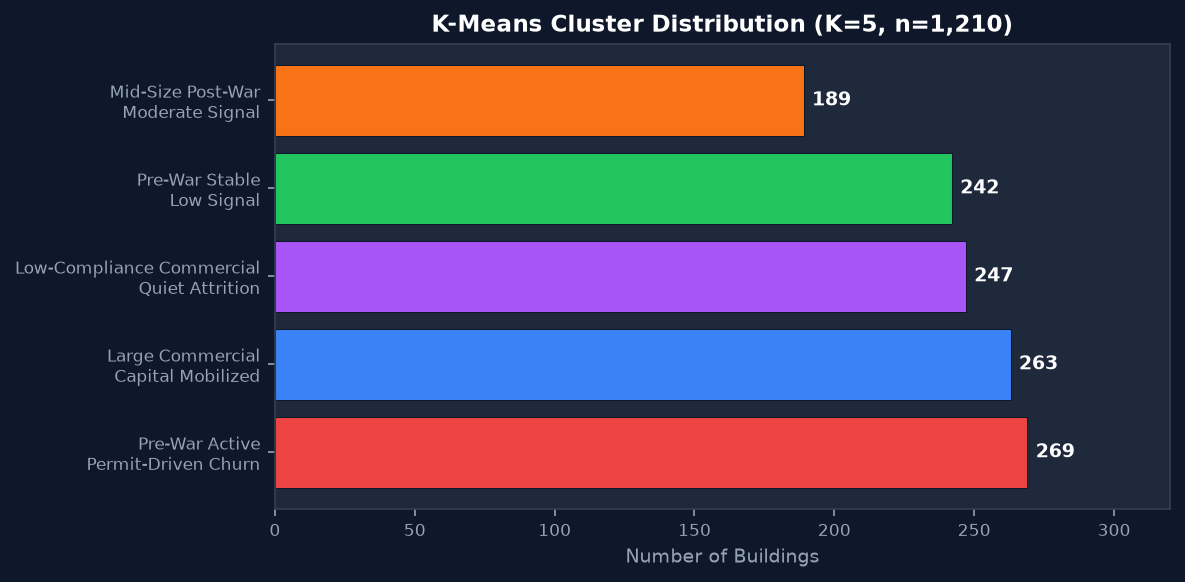 K-Means Cluster Distribution (K=5, n=1,210)
Mid-Size Post-War
Moderate Signal
189
Pre-War Stable
Low Signal
242
Low-Compliance Commercial
Quiet Attrition
247
Large Commercial
Capital Mobilized
263
Pre-War Active
Permit-Driven Churn
269
0 50 100 150 200 250 300
Number of Buildings